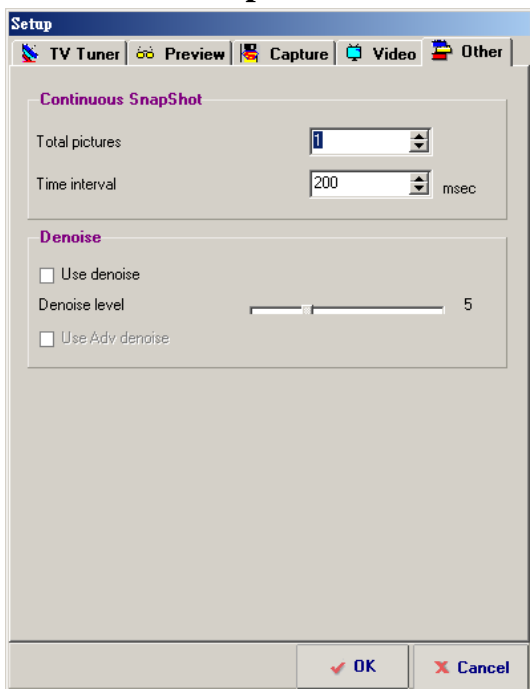 Setup
TV Tuner Preview Capture Video Other
Continuous SnapShot
Total pictures 1
Time interval 200 msec
Denoise
Use denoise
Denoise level 5
Use Adv denoise
OK Cancel